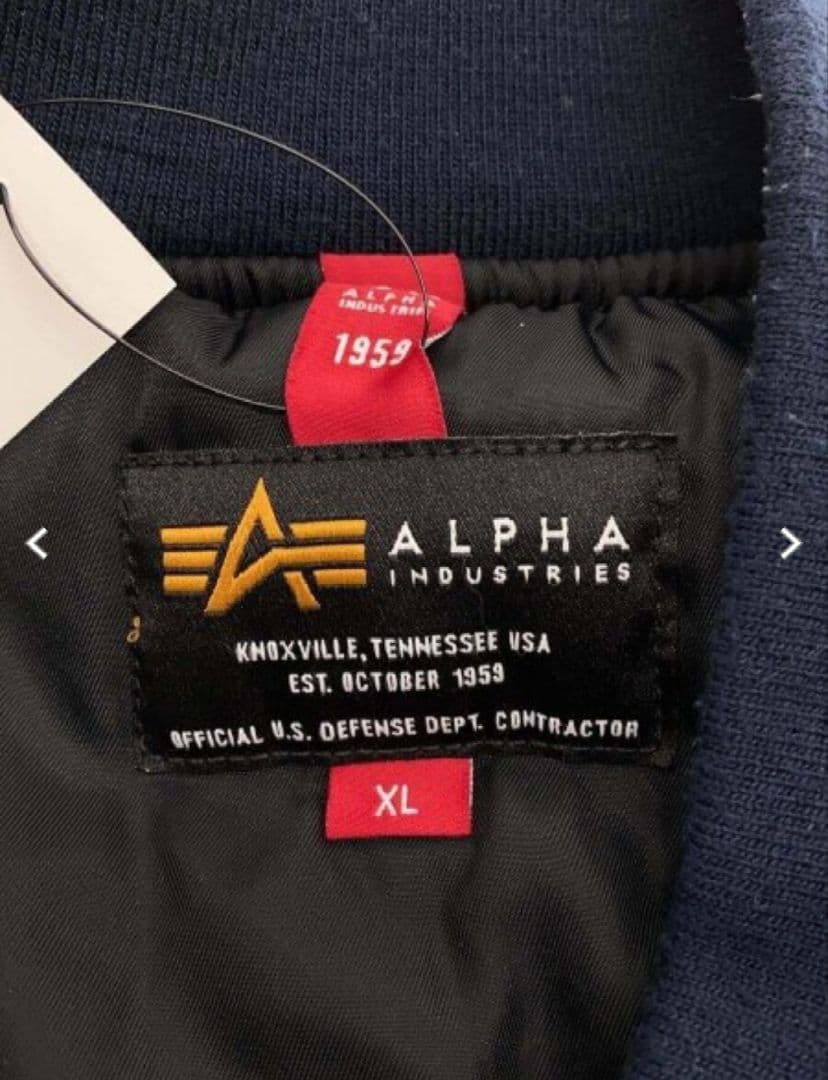 ALPHA
INDUSTRIES
1959
ALPHA
INDUSTRIES
KNOXVILLE, TENNESSEE USA
EST. OCTOBER 1959
OFFICIAL U.S. DEFENSE DEPT. CONTRACTOR
XL